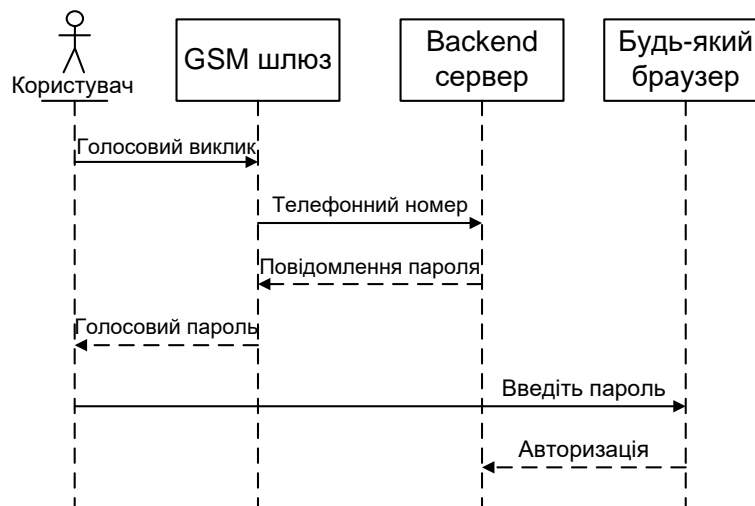 Користувач
GSM шлюз
Backend
сервер
Будь-який
браузер
Голосовий виклик
Телефонний номер
Повідомлення пароля
Голосовий пароль
Введіть пароль
Авторизація